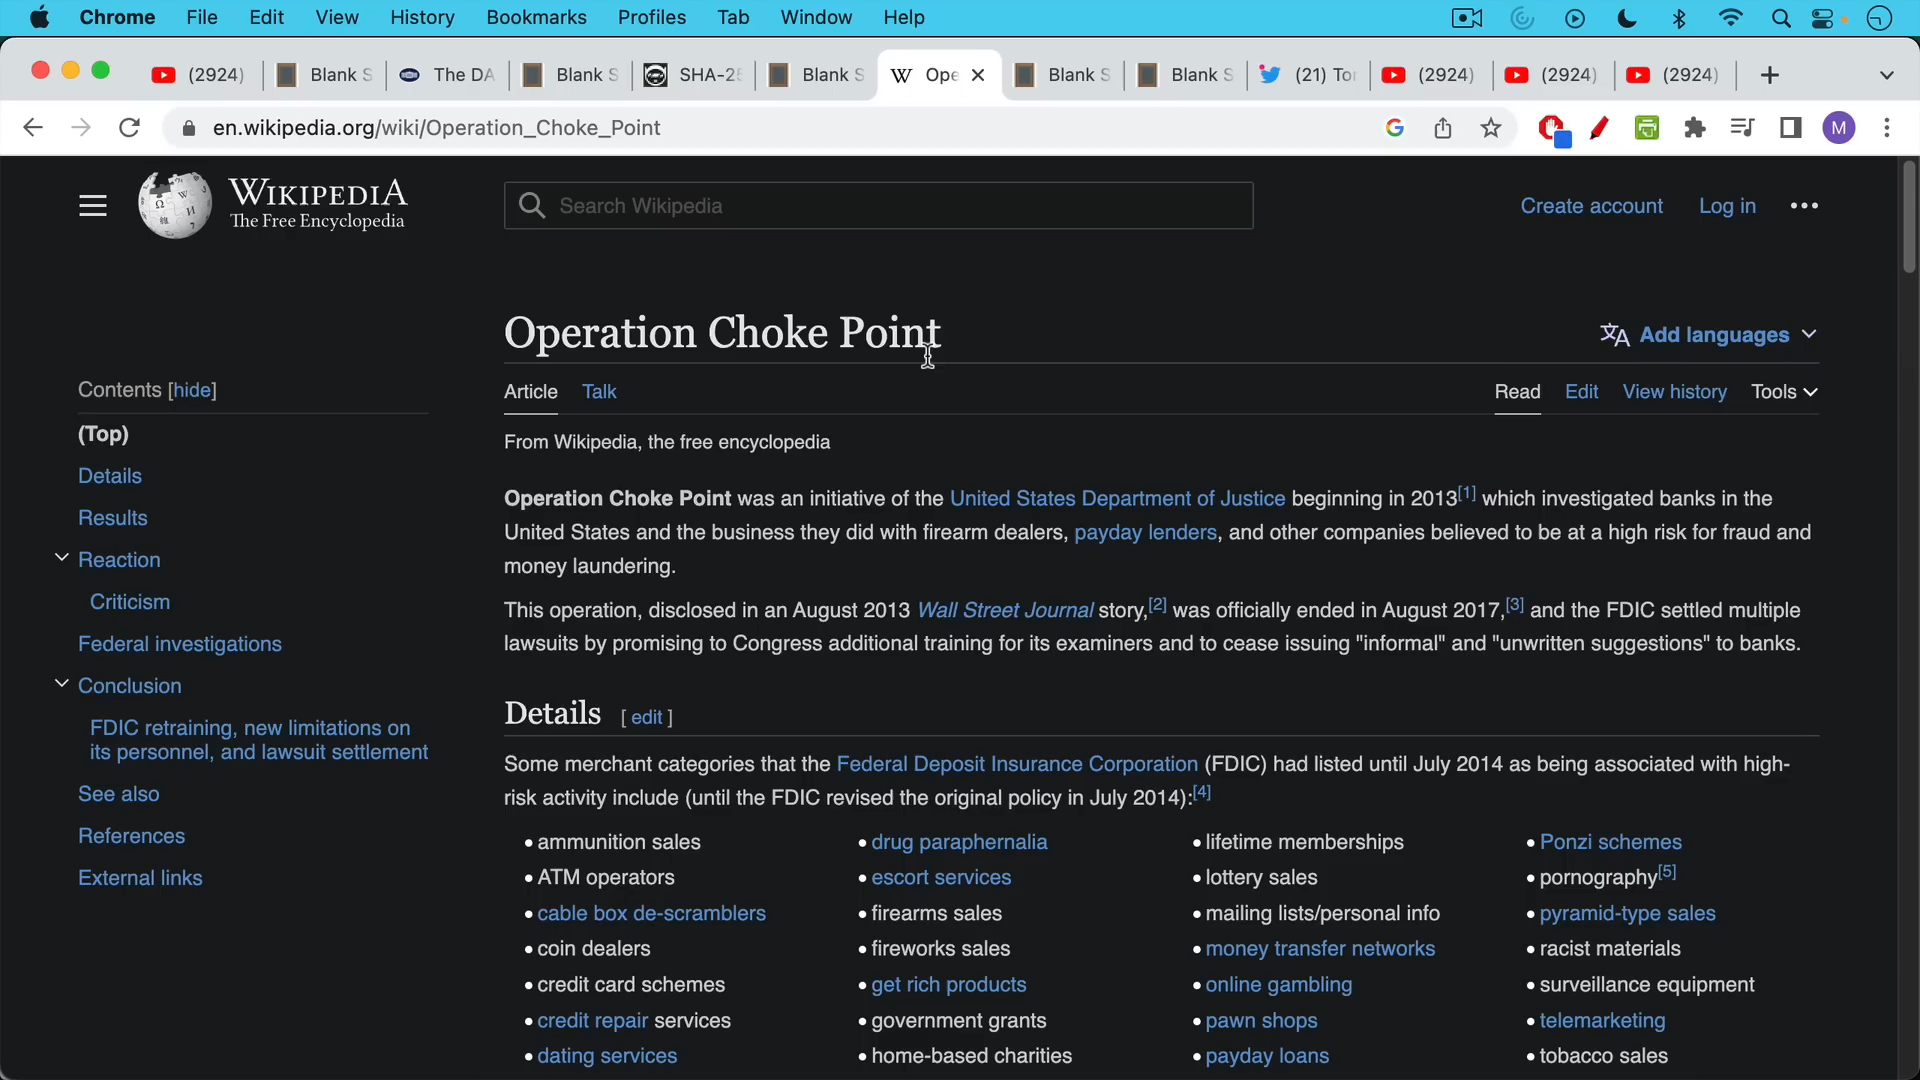 Chrome File Edit View History Bookmarks Profiles Tab Window Help
(2924) Blank S The DA Blank S SHA-25 Blank S W Ope Blank S Blank S (21) To (2924) (2924) (2924)
en.wikipedia.org/wiki/Operation_Choke_Point M
WIKIPEDIA
The Free Encyclopedia
Search Wikipedia
Create account Log in
Operation Choke Point
Add languages
Contents [hide]
(Top)
Details
Results
Reaction
Criticism
Federal investigations
Conclusion
FDIC retraining, new limitations on
its personnel, and lawsuit settlement
See also
References
External links
Article Talk Read Edit View history Tools
From Wikipedia, the free encyclopedia
Operation Choke Point was an initiative of the United States Department of Justice beginning in 2013[1] which investigated banks in the
United States and the business they did with firearm dealers, payday lenders, and other companies believed to be at a high risk for fraud and
money laundering.
This operation, disclosed in an August 2013 Wall Street Journal story,[2] was officially ended in August 2017,[3] and the FDIC settled multiple
lawsuits by promising to Congress additional training for its examiners and to cease issuing "informal" and "unwritten suggestions" to banks.
Details [ edit ]
Some merchant categories that the Federal Deposit Insurance Corporation (FDIC) had listed until July 2014 as being associated with high-
risk activity include (until the FDIC revised the original policy in July 2014):[4]
• ammunition sales
• ATM operators
• cable box de-scramblers
• coin dealers
• credit card schemes
• credit repair services
• dating services
• drug paraphernalia
• escort services
• firearms sales
• fireworks sales
• get rich products
• government grants
• home-based charities
• lifetime memberships
• lottery sales
• mailing lists/personal info
• money transfer networks
• online gambling
• pawn shops
• payday loans
• Ponzi schemes
• pornography[5]
• pyramid-type sales
• racist materials
• surveillance equipment
• telemarketing
• tobacco sales